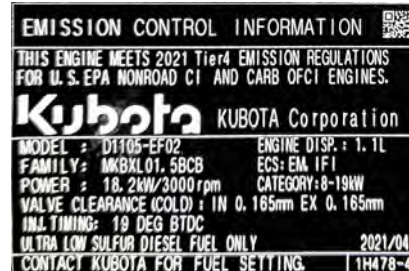 EMISSION CONTROL INFORMATION
THIS ENGINE MEETS 2021 Tier4 EMISSION REGULATIONS
FOR U.S.EPA NONROAD CI AND CARB OFCI ENGINES.
Kubota KUBOTA Corporation
MODEL : D1105-EF02 ENGINE DISP.: 1.1L
FAMILY: MKBXL01.5BCB ECS: EM IFI
POWER : 18.2kW/3000rpm CATEGORY:8-19kW
VALVE CLEARANCE(COLD): IN 0.165mm EX 0.165mm
INJ.TIMING: 19 DEG BTDC
ULTRA LOW SULFUR DIESEL FUEL ONLY 2021/04
CONTACT KUBOTA FOR FUEL SETTING. 1H478-4